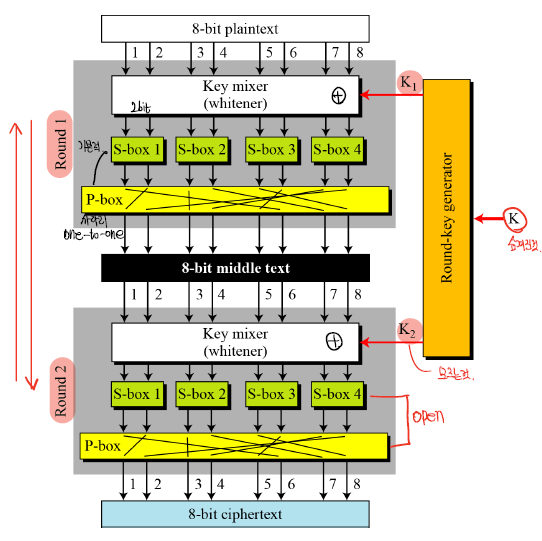 8-bit plaintext
1 2 3 4 5 6 7 8
Key mixer
(whitener)
2bit
K1
Round 1
S-box 1 S-box 2 S-box 3 S-box 4
P-box
one-to-one
Round-key generator
K
8-bit middle text
1 2 3 4 5 6 7 8
Key mixer
(whitener)
K2
Round 2
S-box 1 S-box 2 S-box 3 S-box 4
open
P-box
1 2 3 4 5 6 7 8
8-bit ciphertext